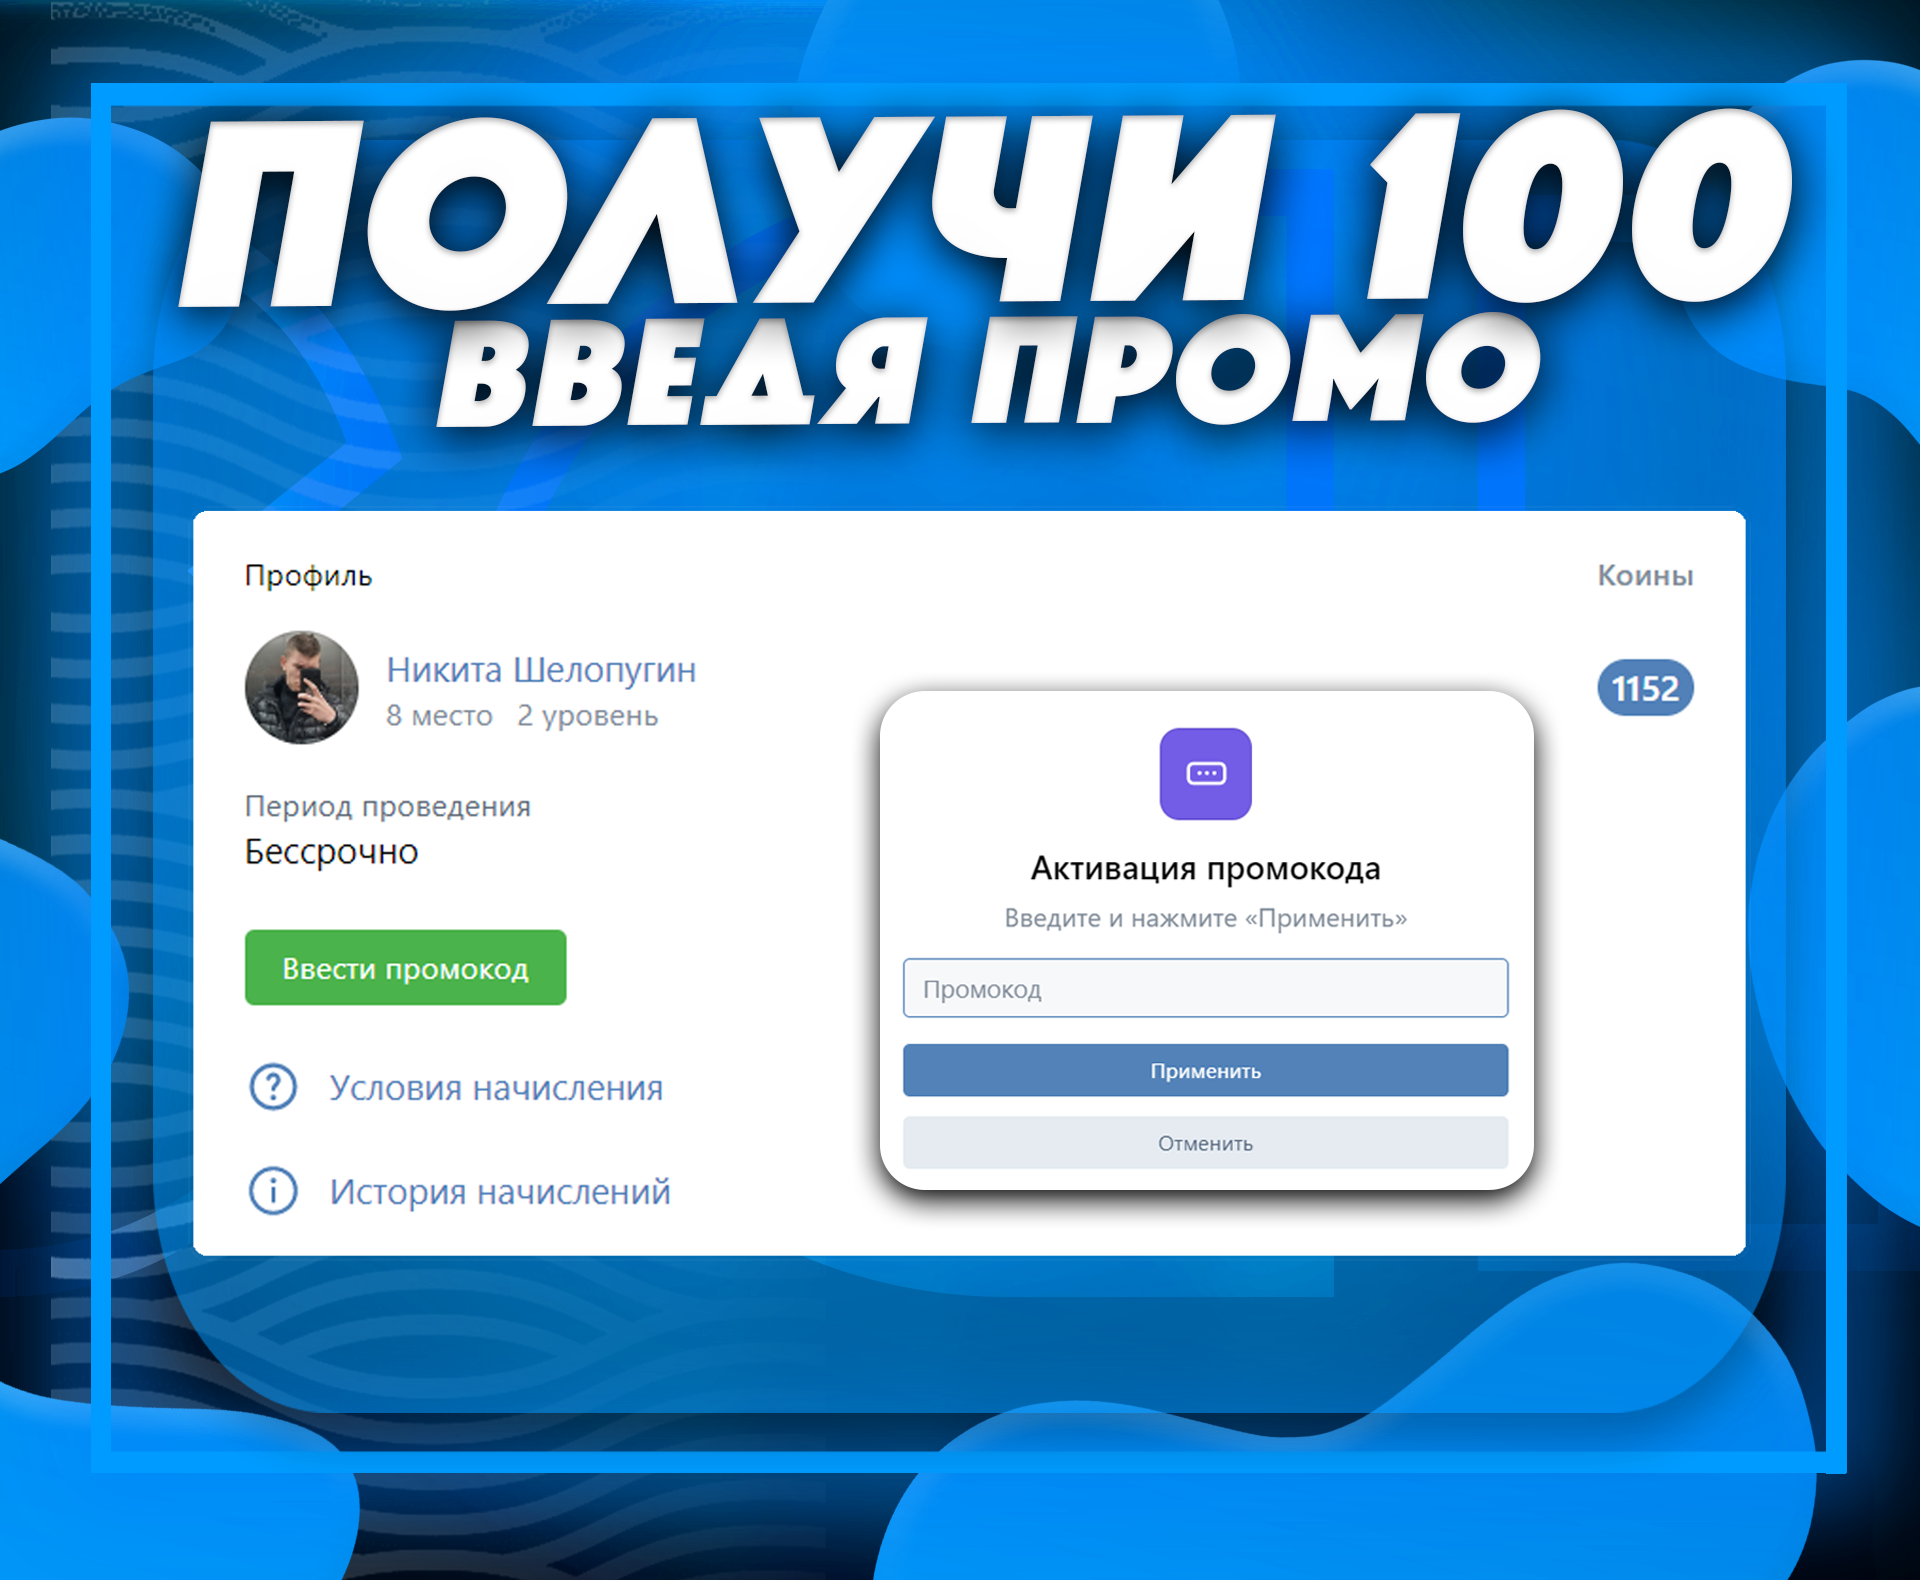 ПОЛУЧИ 100
ВВЕДЯ ПРОМО
Профиль
Коины
Никита Шелопугин
8 место 2 уровень
1152
Период проведения
Бессрочно
Ввести промокод
Условия начисления
История начислений
Активация промокода
Введите и нажмите «Применить»
Промокод
Применить
Отменить